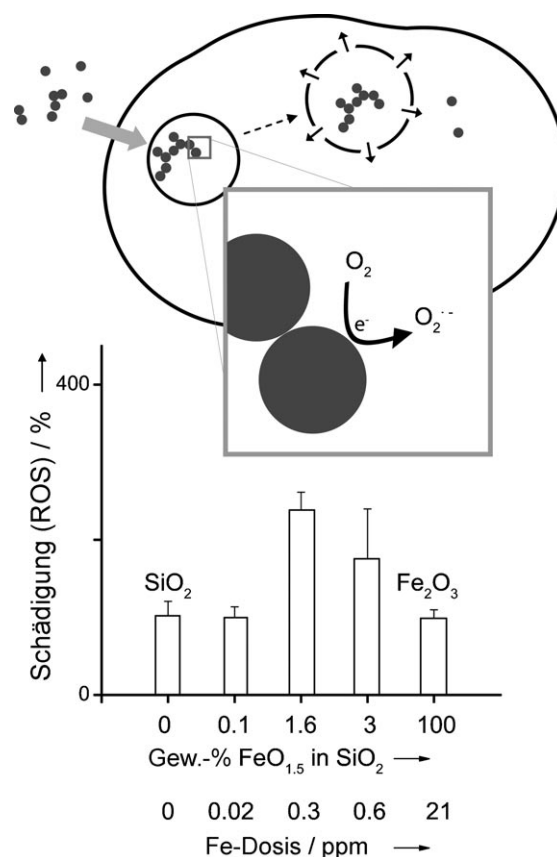 O₂
e⁻
O₂˙⁻
400
Schädigung (ROS) / % →
SiO₂
Fe₂O₃
0
0 0.1 1.6 3 100
Gew.-% FeO₁.₅ in SiO₂ →
0 0.02 0.3 0.6 21
Fe-Dosis / ppm →